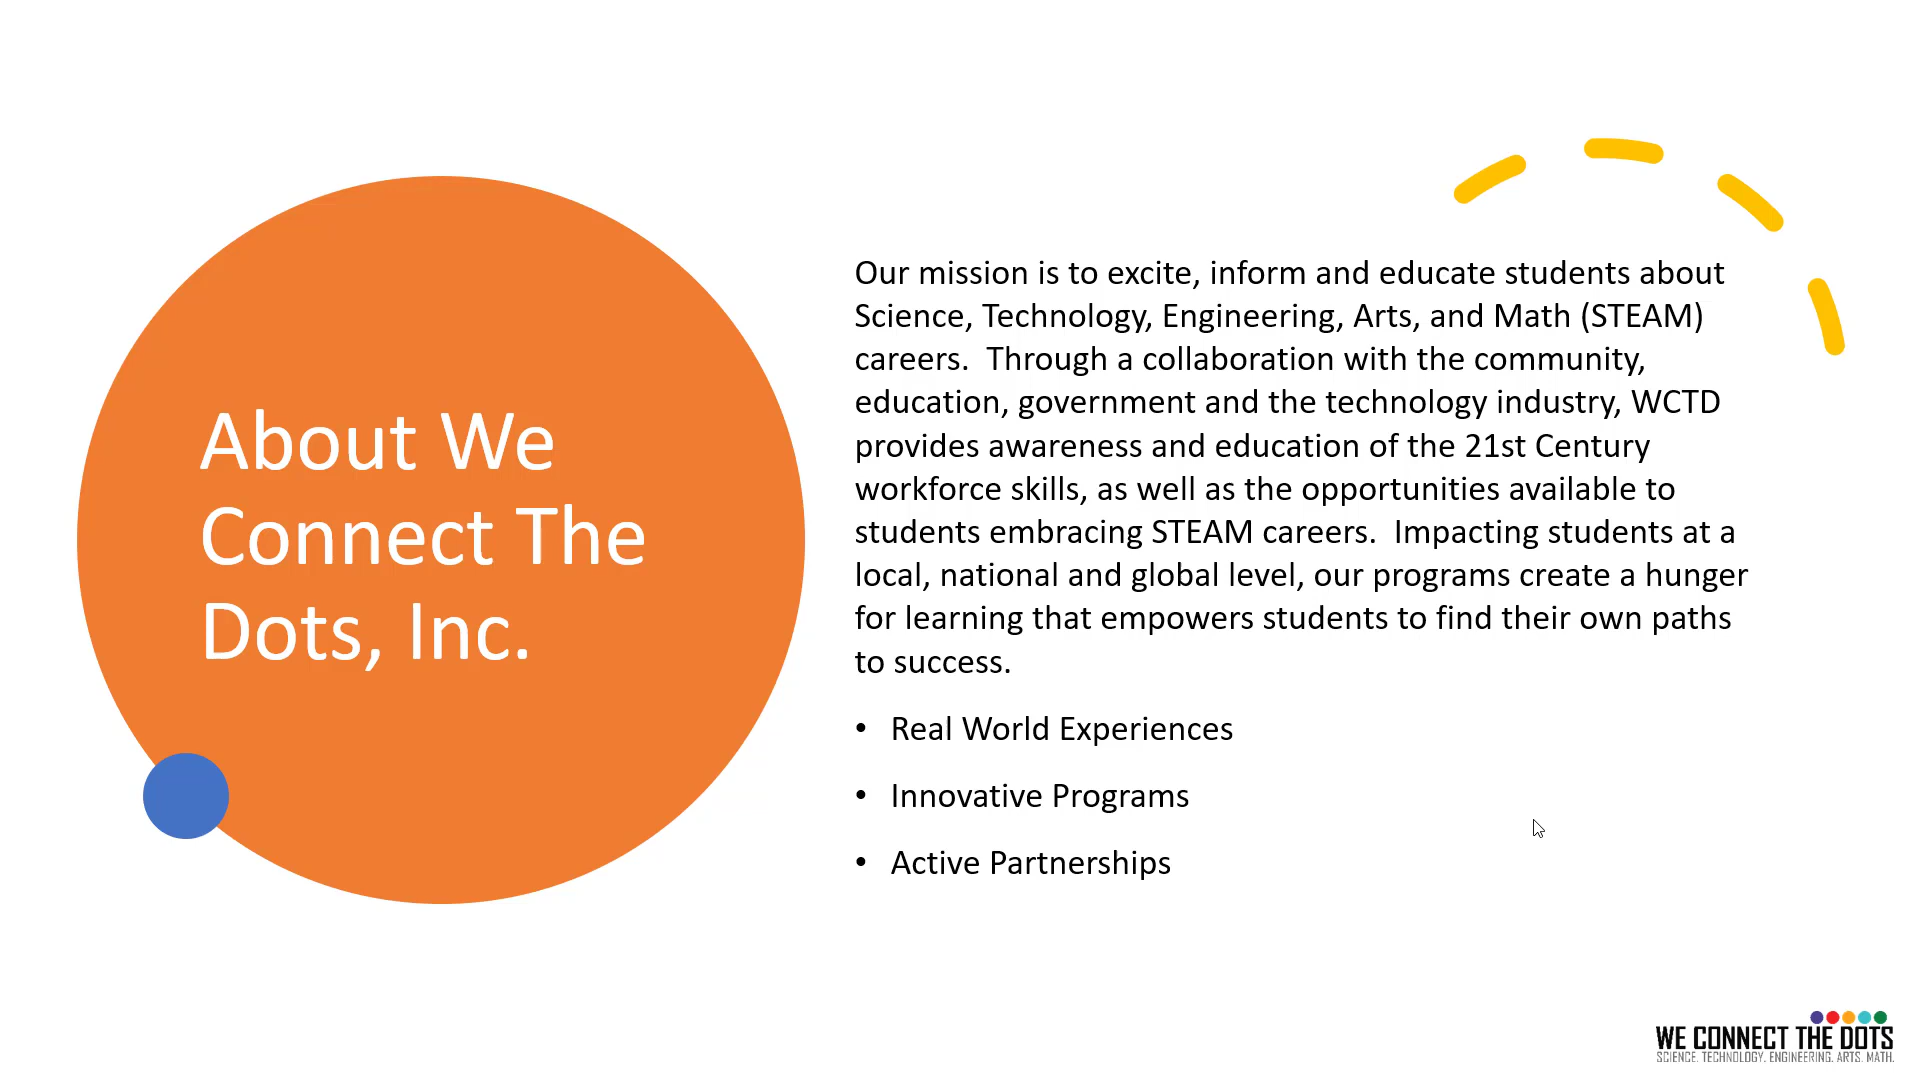 About We
Connect The
Dots, Inc.
Our mission is to excite, inform and educate students about
Science, Technology, Engineering, Arts, and Math (STEAM)
careers.  Through a collaboration with the community,
education, government and the technology industry, WCTD
provides awareness and education of the 21st Century
workforce skills, as well as the opportunities available to
students embracing STEAM careers.  Impacting students at a
local, national and global level, our programs create a hunger
for learning that empowers students to find their own paths
to success.
• Real World Experiences
• Innovative Programs
• Active Partnerships
WE CONNECT THE DOTS
SCIENCE. TECHNOLOGY. ENGINEERING. ARTS. MATH.